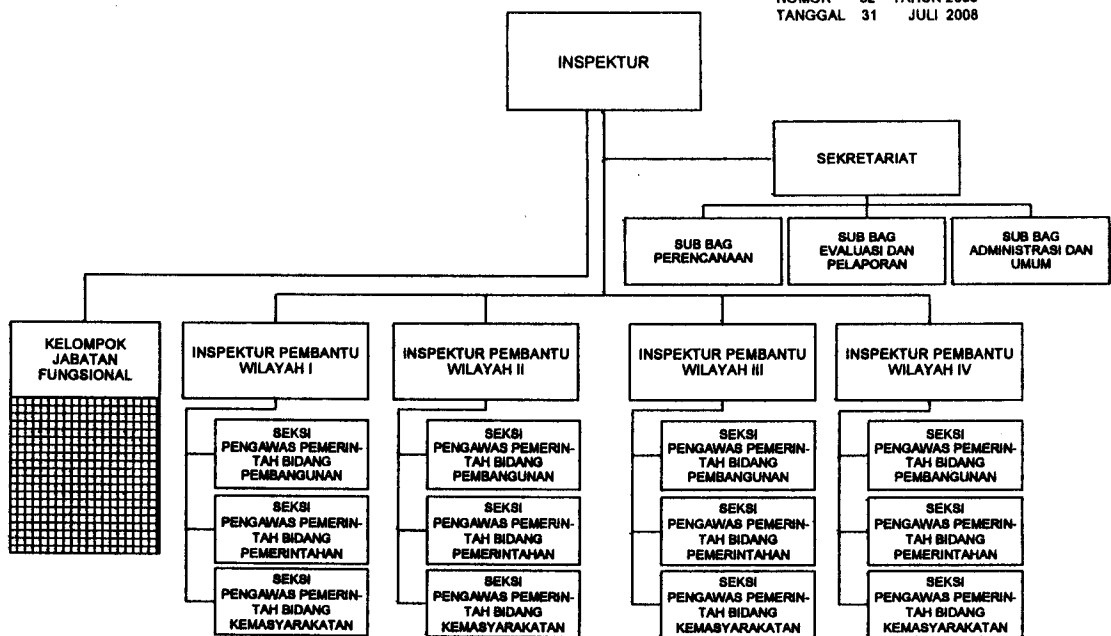 TANGGAL 31 JULI 2008
INSPEKTUR
SEKRETARIAT
SUB BAG
PERENCANAAN
SUB BAG
EVALUASI DAN
PELAPORAN
SUB BAG
ADMINISTRASI DAN
UMUM
KELOMPOK
JABATAN
FUNGSIONAL
INSPEKTUR PEMBANTU
WILAYAH I
INSPEKTUR PEMBANTU
WILAYAH II
INSPEKTUR PEMBANTU
WILAYAH III
INSPEKTUR PEMBANTU
WILAYAH IV
SEKSI
PENGAWAS PEMERIN-
TAH BIDANG
PEMBANGUNAN
SEKSI
PENGAWAS PEMERIN-
TAH BIDANG
PEMERINTAHAN
SEKSI
PENGAWAS PEMERIN-
TAH BIDANG
KEMASYARAKATAN
SEKSI
PENGAWAS PEMERIN-
TAH BIDANG
PEMBANGUNAN
SEKSI
PENGAWAS PEMERIN-
TAH BIDANG
PEMERINTAHAN
SEKSI
PENGAWAS PEMERIN-
TAH BIDANG
KEMASYARAKATAN
SEKSI
PENGAWAS PEMERIN-
TAH BIDANG
PEMBANGUNAN
SEKSI
PENGAWAS PEMERIN-
TAH BIDANG
PEMERINTAHAN
SEKSI
PENGAWAS PEMERIN-
TAH BIDANG
KEMASYARAKATAN
SEKSI
PENGAWAS PEMERIN-
TAH BIDANG
PEMBANGUNAN
SEKSI
PENGAWAS PEMERIN-
TAH BIDANG
PEMERINTAHAN
SEKSI
PENGAWAS PEMERIN-
TAH BIDANG
KEMASYARAKATAN